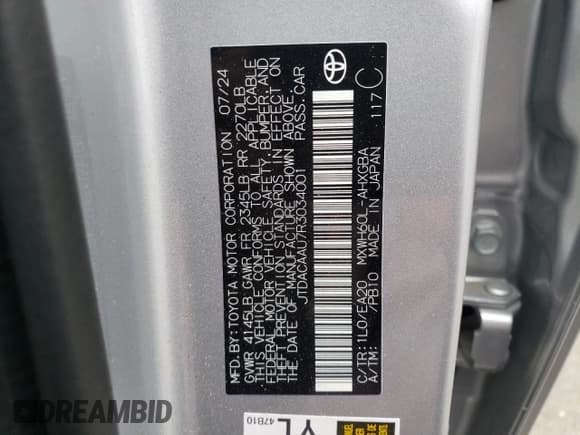 MFD.BY:TOYOTA MOTOR CORPORATION 07/24
GVWR 4145LB GAWR FR 2345LB RR 2270LB
THIS VEHICLE CONFORMS TO ALL APPLICABLE
FEDERAL MOTOR VEHICLE SAFETY,BUMPER,AND
THEFT PREVENTION STANDARDS IN EFFECT ON
THE DATE OF MANUFACTURE SHOWN ABOVE.
JTDACAAU7R3034001 PASS.CAR
C/TR:1L0/EA20 MXWH60L-AHXGBA
A/TM: /PB10 MADE IN JAPAN 117 C
47B10
YL
DREAMBID